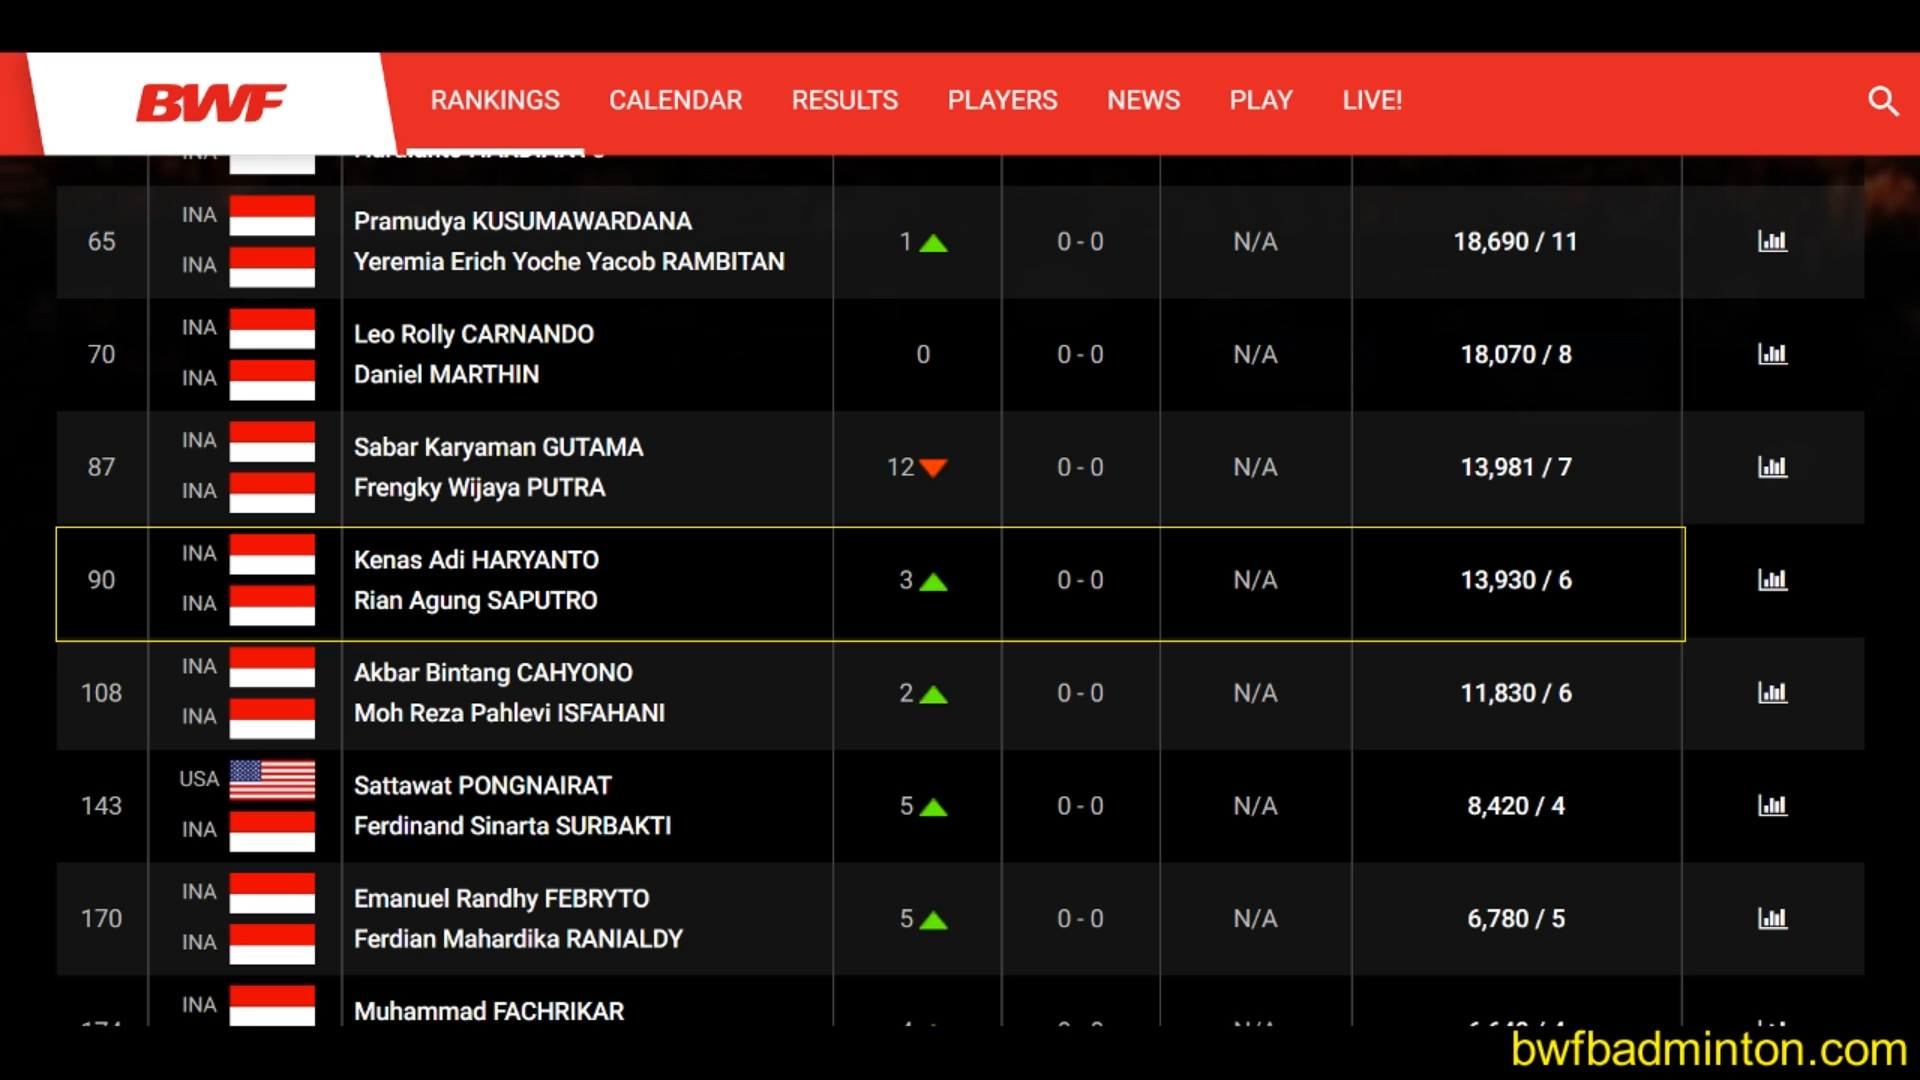 BWF RANKINGS CALENDAR RESULTS PLAYERS NEWS PLAY LIVE!
65 INA Pramudya KUSUMAWARDANA 1 0 - 0 N/A 18,690 / 11
INA Yeremia Erich Yoche Yacob RAMBITAN
70 INA Leo Rolly CARNANDO 0 0 - 0 N/A 18,070 / 8
INA Daniel MARTHIN
87 INA Sabar Karyaman GUTAMA 12 0 - 0 N/A 13,981 / 7
INA Frengky Wijaya PUTRA
90 INA Kenas Adi HARYANTO 3 0 - 0 N/A 13,930 / 6
INA Rian Agung SAPUTRO
108 INA Akbar Bintang CAHYONO 2 0 - 0 N/A 11,830 / 6
INA Moh Reza Pahlevi ISFAHANI
143 USA Sattawat PONGNAIRAT 5 0 - 0 N/A 8,420 / 4
INA Ferdinand Sinarta SURBAKTI
170 INA Emanuel Randhy FEBRYTO 5 0 - 0 N/A 6,780 / 5
INA Ferdian Mahardika RANIALDY
INA Muhammad FACHRIKAR
bwfbadminton.com